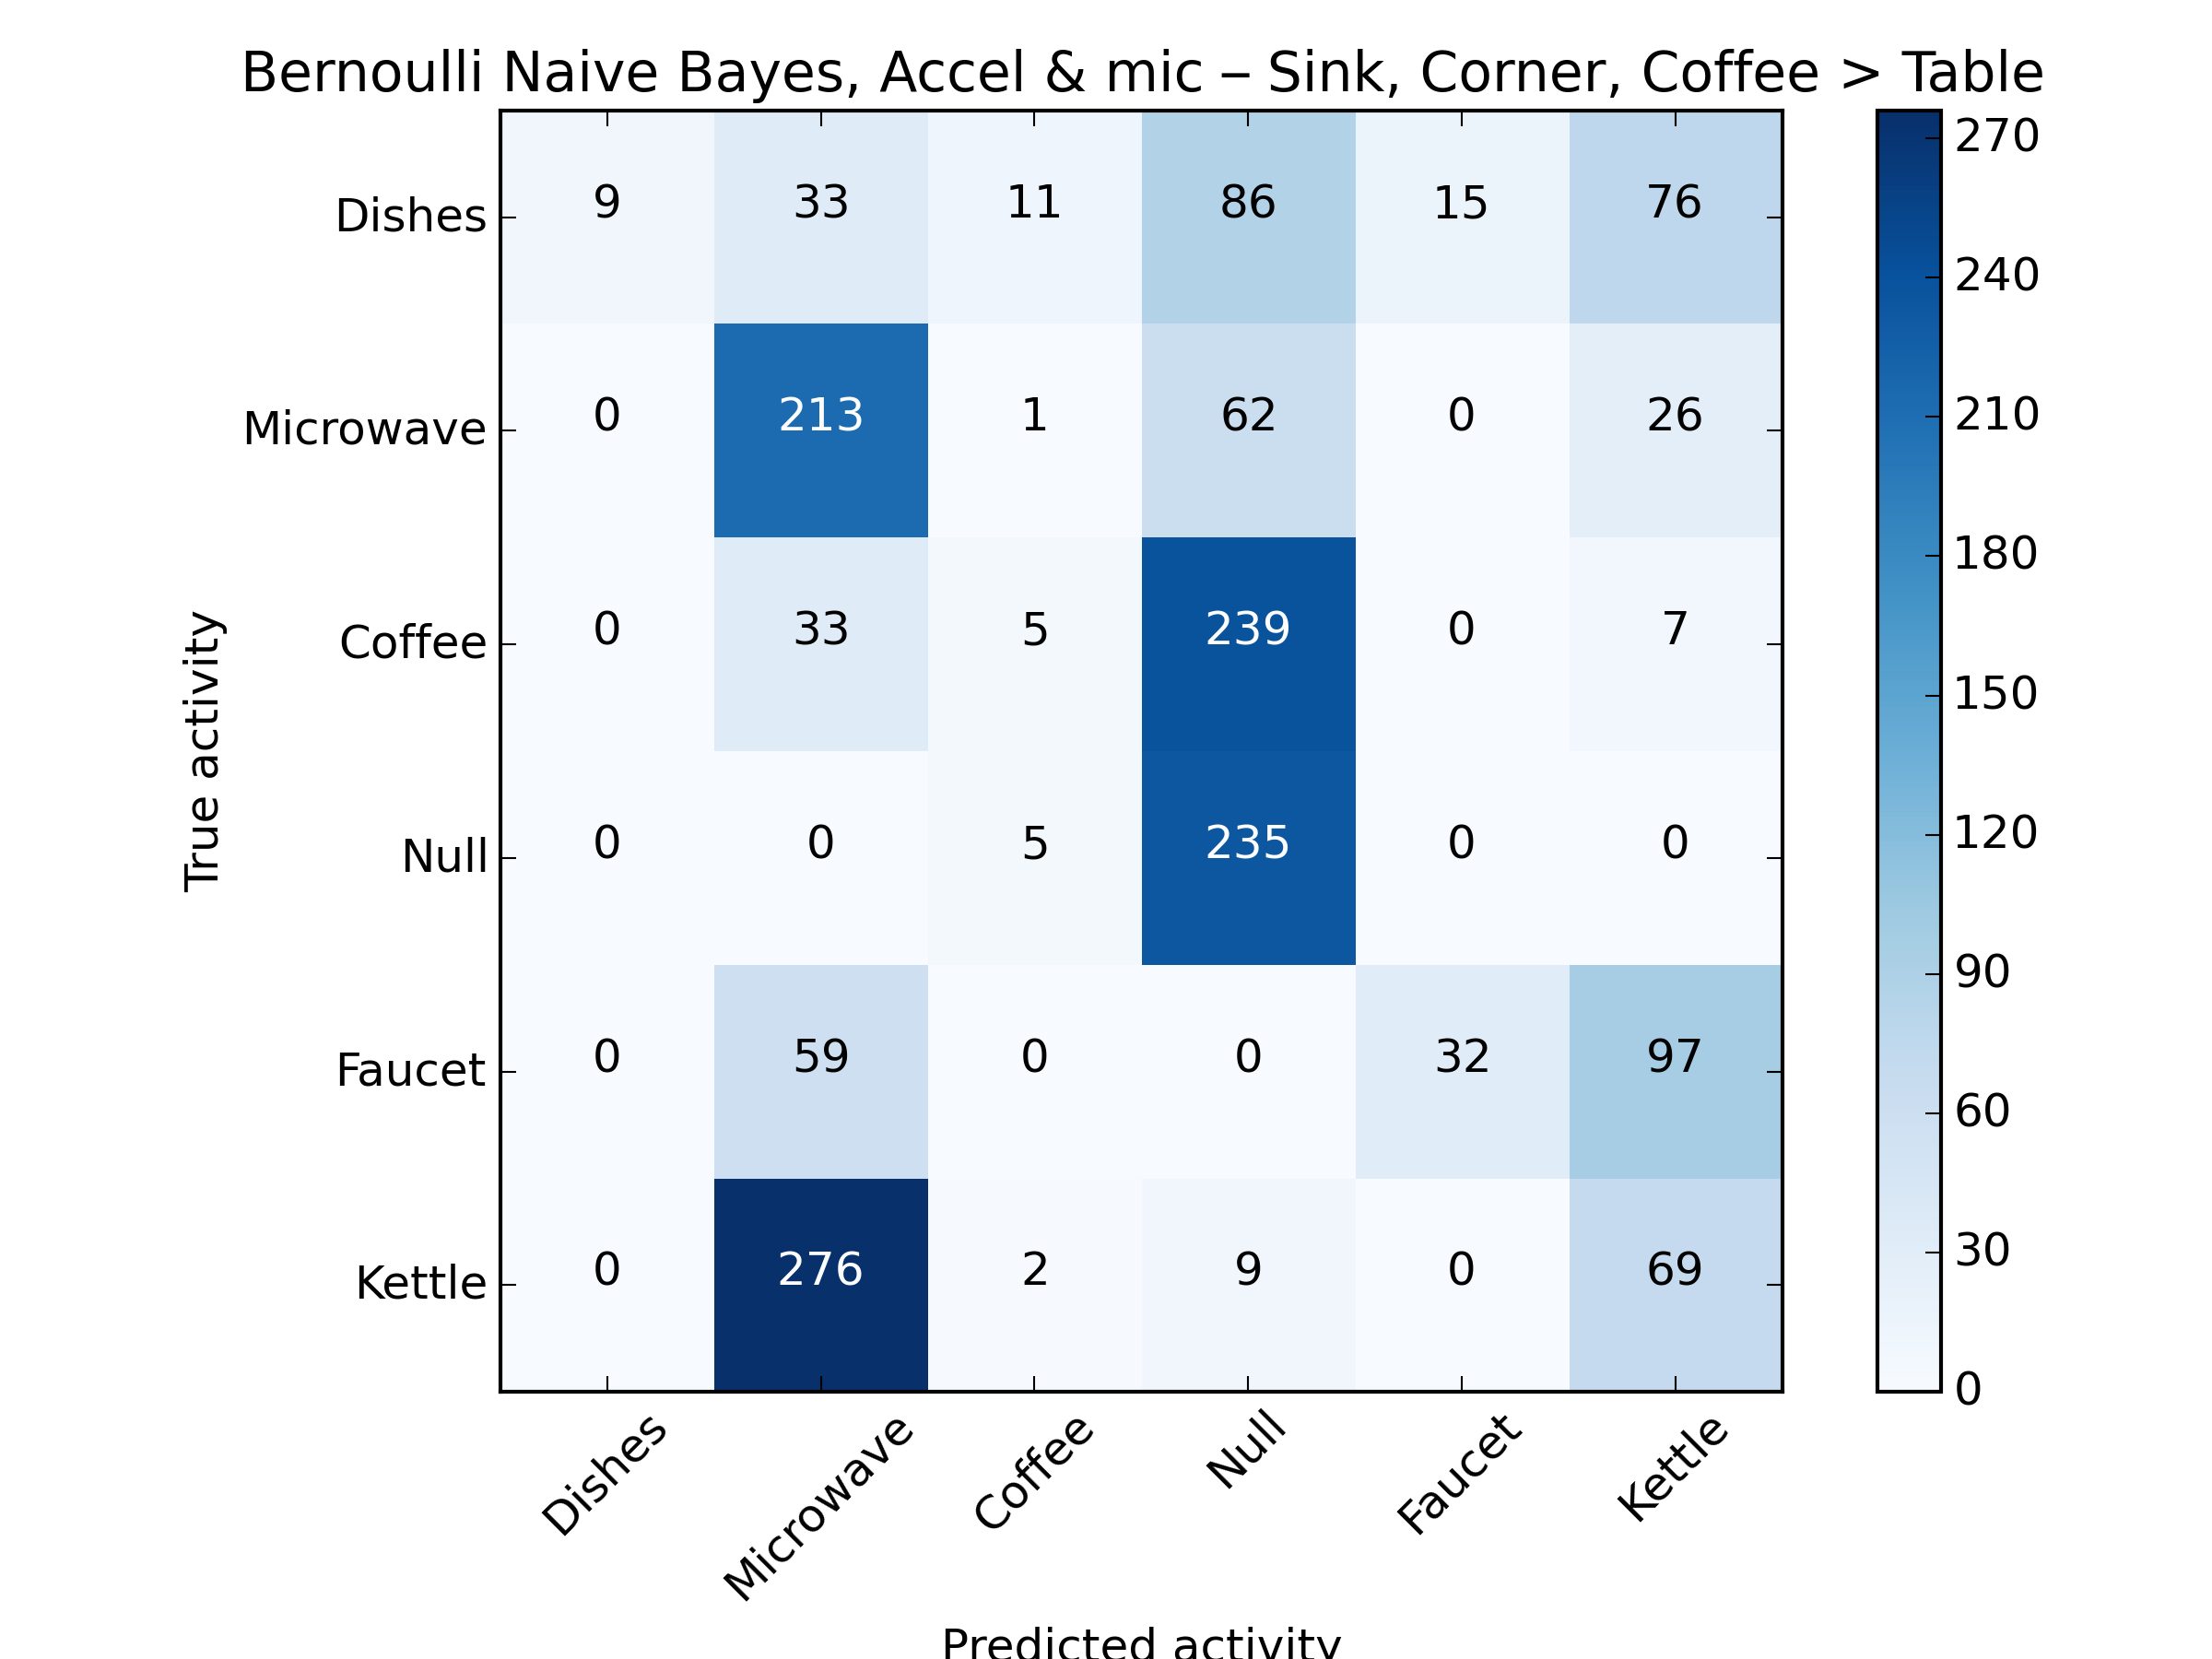 Bernoulli Naive Bayes, Accel & mic – Sink, Corner, Coffee > Table
True activity
Dishes 9 33 11 86 15 76
Microwave 0 213 1 62 0 26
Coffee 0 33 5 239 0 7
Null 0 0 5 235 0 0
Faucet 0 59 0 0 32 97
Kettle 0 276 2 9 0 69
Dishes Microwave Coffee Null Faucet Kettle
Predicted activity
270
240
210
180
150
120
90
60
30
0